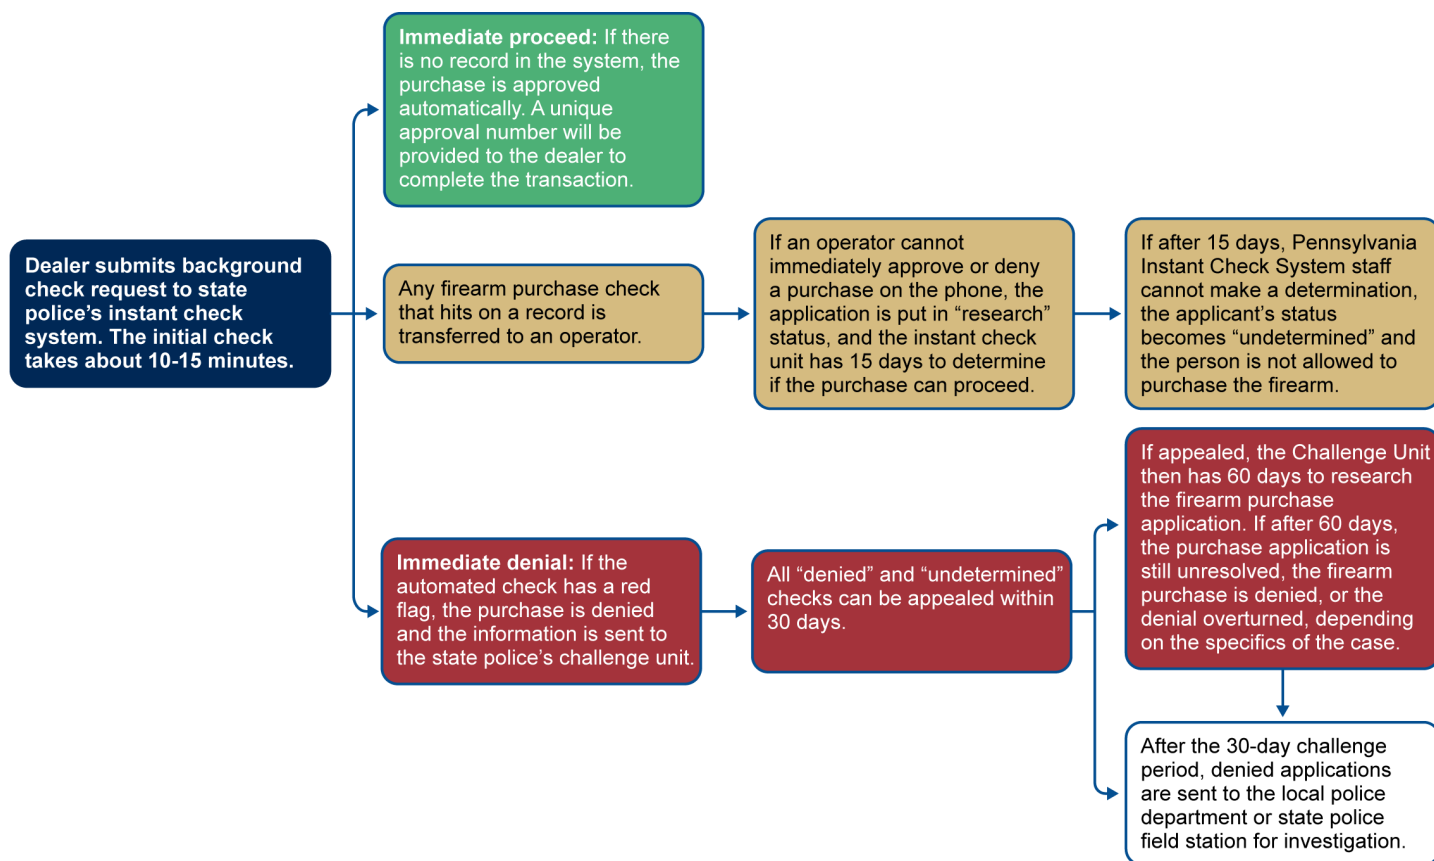 Dealer submits background
check request to state
police’s instant check
system. The initial check
takes about 10-15 minutes.
Immediate proceed: If there
is no record in the system, the
purchase is approved
automatically. A unique
approval number will be
provided to the dealer to
complete the transaction.
Any firearm purchase check
that hits on a record is
transferred to an operator.
If an operator cannot
immediately approve or deny
a purchase on the phone, the
application is put in “research”
status, and the instant check
unit has 15 days to determine
if the purchase can proceed.
If after 15 days, Pennsylvania
Instant Check System staff
cannot make a determination,
the applicant’s status
becomes “undetermined” and
the person is not allowed to
purchase the firearm.
Immediate denial: If the
automated check has a red
flag, the purchase is denied
and the information is sent to
the state police’s challenge unit.
All “denied” and “undetermined”
checks can be appealed within
30 days.
If appealed, the Challenge Unit
then has 60 days to research
the firearm purchase
application. If after 60 days,
the purchase application is
still unresolved, the firearm
purchase is denied, or the
denial overturned, depending
on the specifics of the case.
After the 30-day challenge
period, denied applications
are sent to the local police
department or state police
field station for investigation.